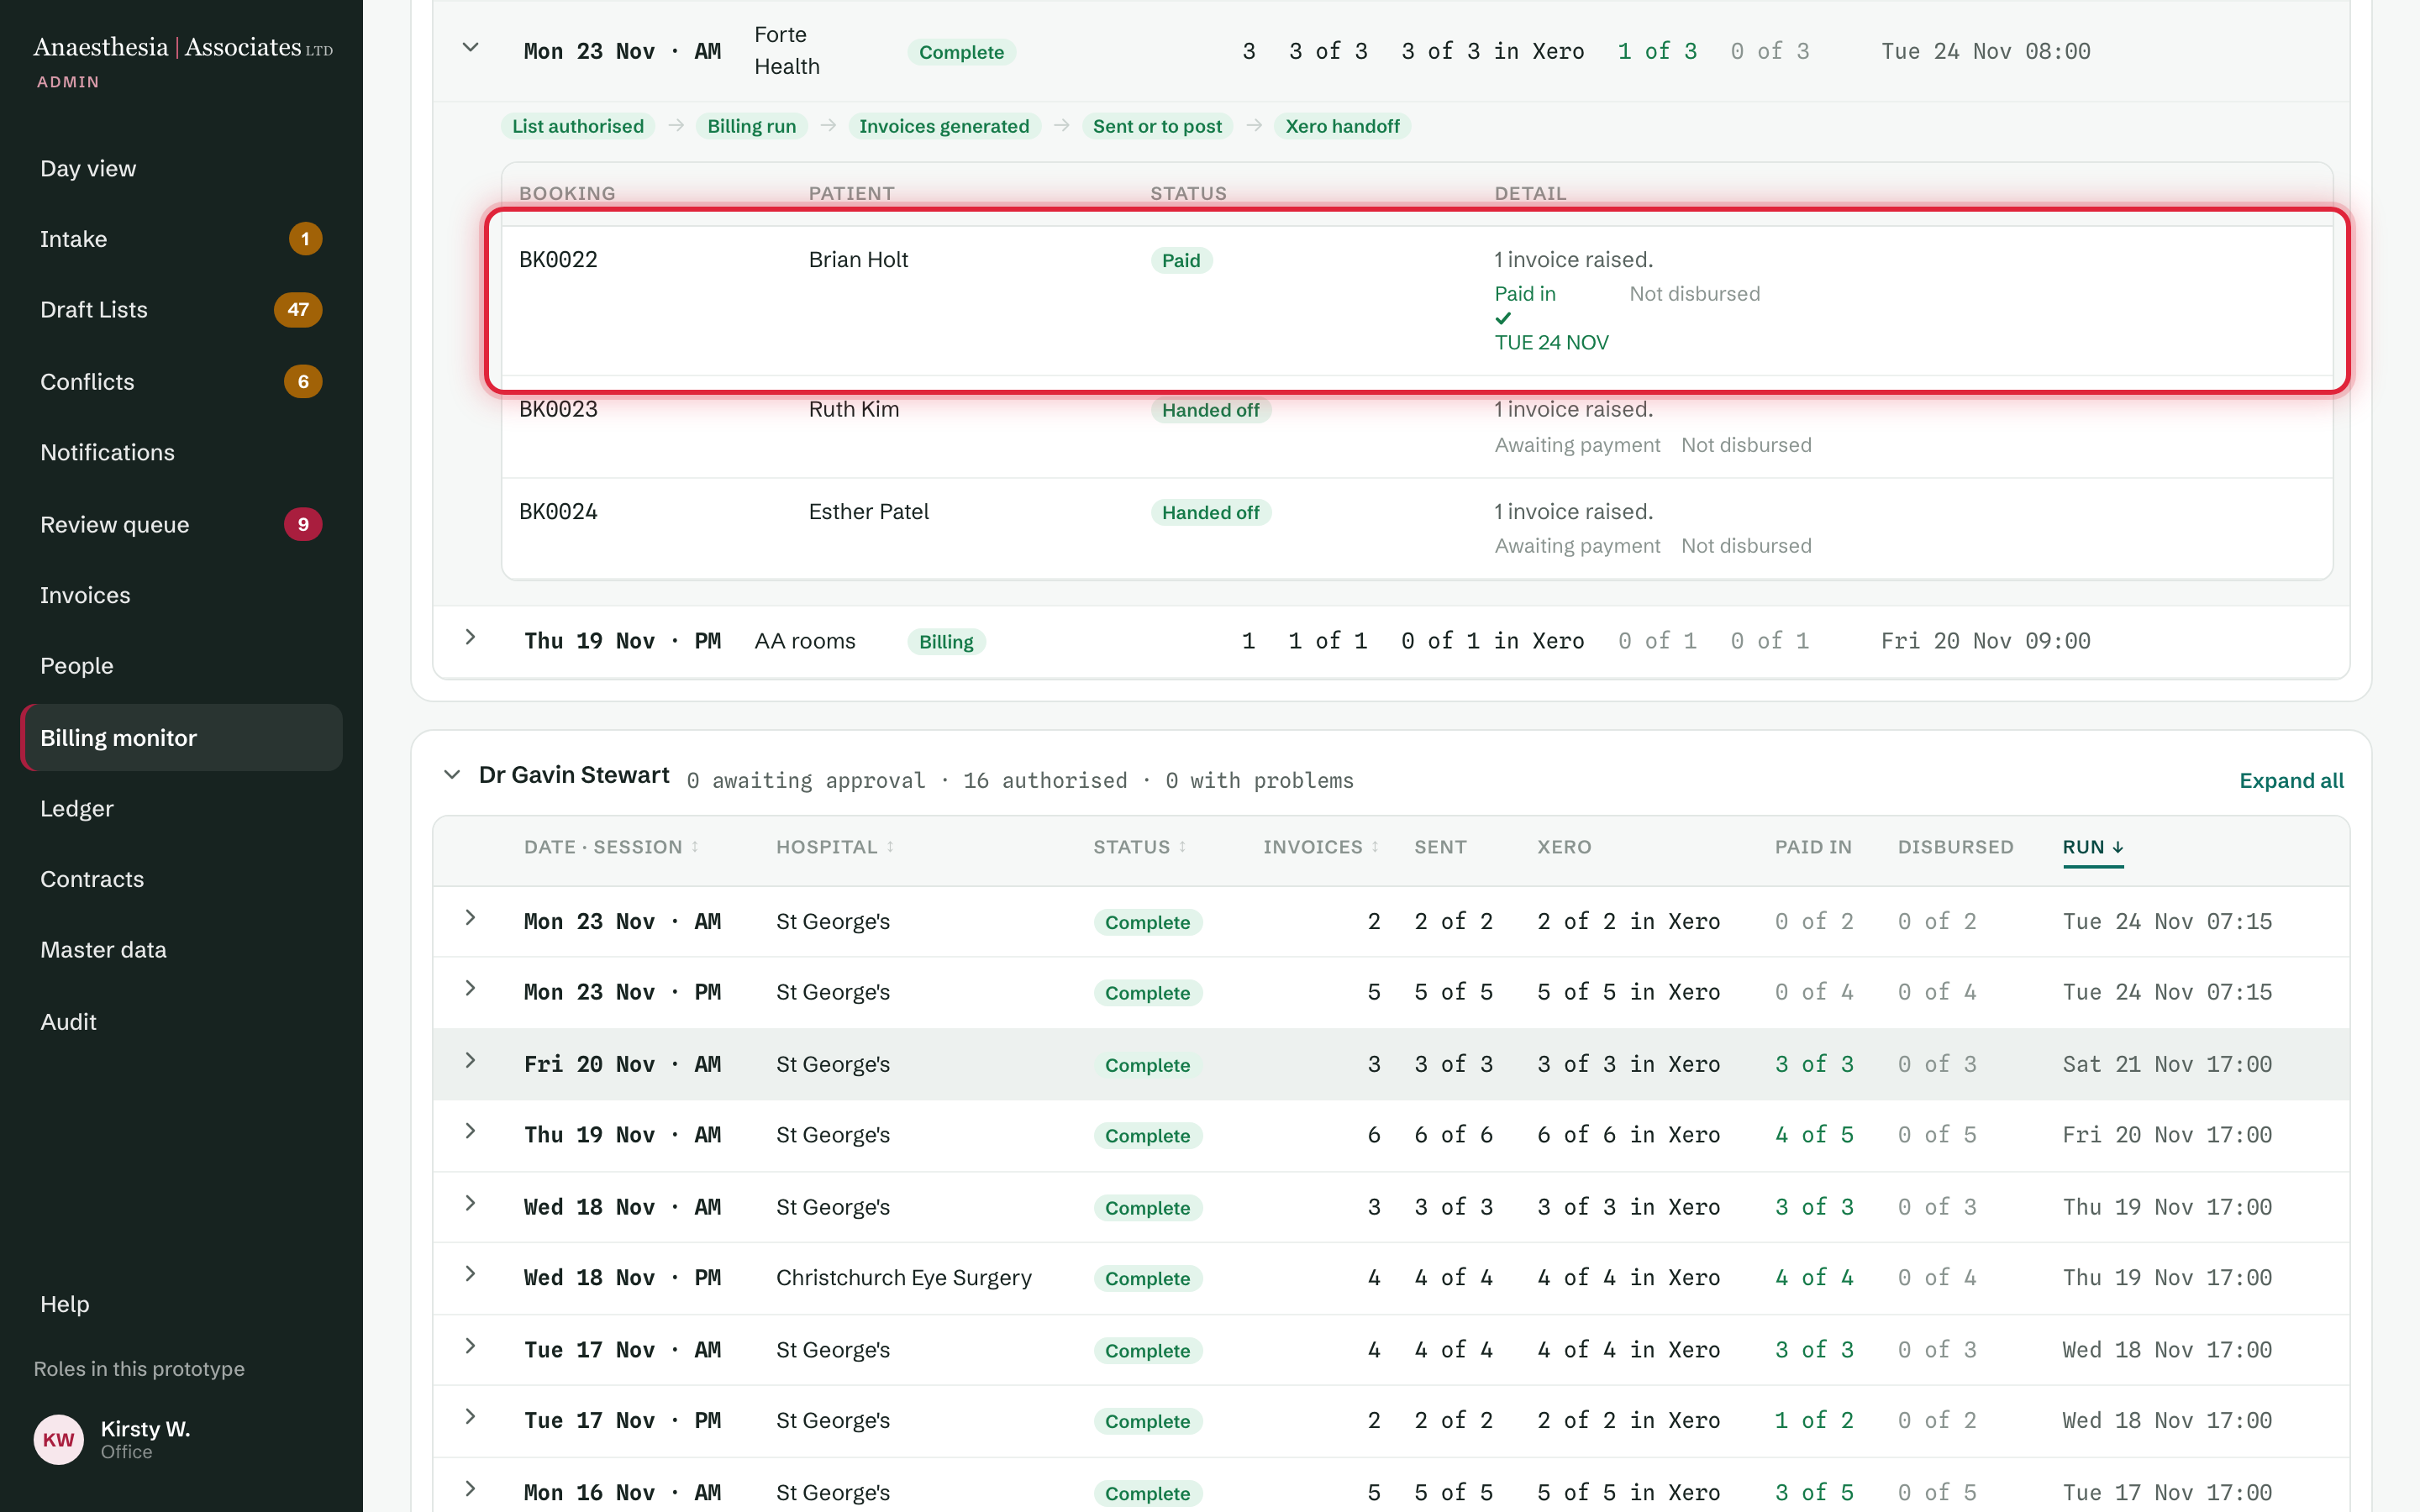 Anaesthesia | Associates LTD
ADMIN
Day view
Intake 1
Draft Lists 47
Conflicts 6
Notifications
Review queue 9
Invoices
People
Billing monitor
Ledger
Contracts
Master data
Audit
Help
Roles in this prototype
KW
Kirsty W.
Office
Mon 23 Nov · AM Forte Health Complete 3 3 of 3 3 of 3 in Xero 1 of 3 0 of 3 Tue 24 Nov 08:00
List authorised → Billing run → Invoices generated → Sent or to post → Xero handoff
BOOKING PATIENT STATUS DETAIL
BK0022 Brian Holt Paid 1 invoice raised.
Paid in ✓ TUE 24 NOV Not disbursed
BK0023 Ruth Kim Handed off 1 invoice raised.
Awaiting payment Not disbursed
BK0024 Esther Patel Handed off 1 invoice raised.
Awaiting payment Not disbursed
Thu 19 Nov · PM AA rooms Billing 1 1 of 1 0 of 1 in Xero 0 of 1 0 of 1 Fri 20 Nov 09:00
Dr Gavin Stewart 0 awaiting approval · 16 authorised · 0 with problems Expand all
DATE · SESSION ↕ HOSPITAL ↕ STATUS ↕ INVOICES ↕ SENT XERO PAID IN DISBURSED RUN ↓
Mon 23 Nov · AM St George's Complete 2 2 of 2 2 of 2 in Xero 0 of 2 0 of 2 Tue 24 Nov 07:15
Mon 23 Nov · PM St George's Complete 5 5 of 5 5 of 5 in Xero 0 of 4 0 of 4 Tue 24 Nov 07:15
Fri 20 Nov · AM St George's Complete 3 3 of 3 3 of 3 in Xero 3 of 3 0 of 3 Sat 21 Nov 17:00
Thu 19 Nov · AM St George's Complete 6 6 of 6 6 of 6 in Xero 4 of 5 0 of 5 Fri 20 Nov 17:00
Wed 18 Nov · AM St George's Complete 3 3 of 3 3 of 3 in Xero 3 of 3 0 of 3 Thu 19 Nov 17:00
Wed 18 Nov · PM Christchurch Eye Surgery Complete 4 4 of 4 4 of 4 in Xero 4 of 4 0 of 4 Thu 19 Nov 17:00
Tue 17 Nov · AM St George's Complete 4 4 of 4 4 of 4 in Xero 3 of 3 0 of 3 Wed 18 Nov 17:00
Tue 17 Nov · PM St George's Complete 2 2 of 2 2 of 2 in Xero 1 of 2 0 of 2 Wed 18 Nov 17:00
Mon 16 Nov · AM St George's Complete 5 5 of 5 5 of 5 in Xero 3 of 5 0 of 5 Tue 17 Nov 17:00